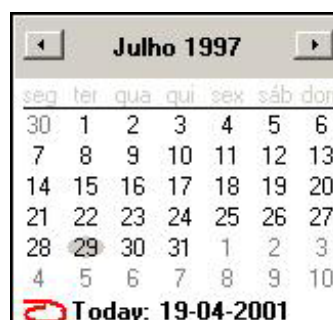 Julho 1997
seg ter qua qui sex sáb dom
30 1 2 3 4 5 6
7 8 9 10 11 12 13
14 15 16 17 18 19 20
21 22 23 24 25 26 27
28 29 30 31 1 2 3
4 5 6 7 8 9 10
Today: 19-04-2001